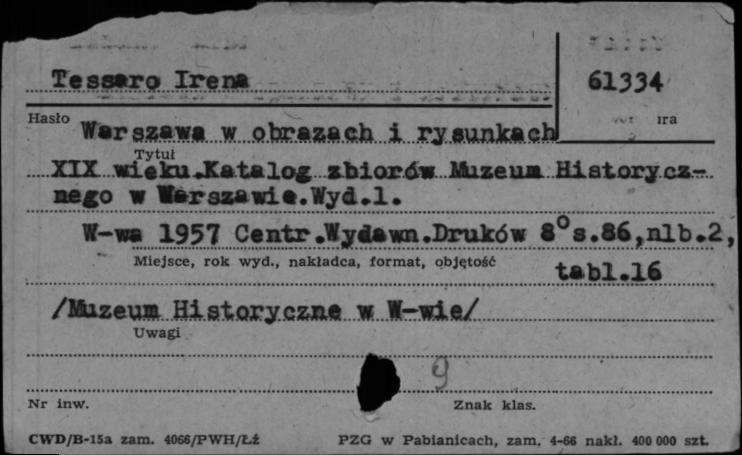 Tessaro Irena
61334
Hasło
Warszawa w obrazach i rysunkach
Tytuł
XIX wieku.Katalog zbiorów Muzeum Historycz-
nego w Warszawie.Wyd.1.
W-wa 1957 Centr.Wydawn.Druków 8°s.86,nlb.2,
Miejsce, rok wyd., nakładca, format, objętość
tabl.16
/Muzeum Historyczne w W-wie/
Uwagi
9
Nr inw.
Znak klas.
CWD/B-15a zam. 4066/PWH/Łź
PZG w Pabianicach, zam. 4-66 nakł. 400 000 szt.